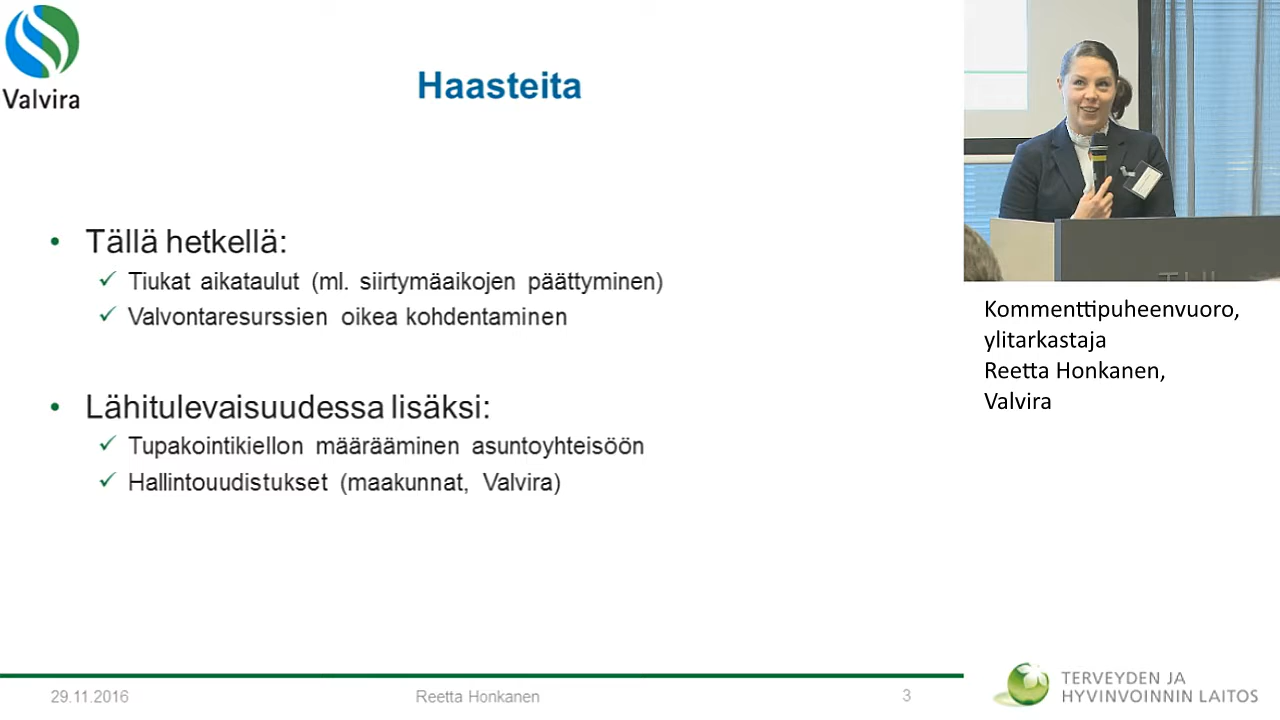 Valvira
Haasteita
• Tällä hetkellä:
✓ Tiukat aikataulut (ml. siirtymäaikojen päättyminen)
✓ Valvontaresurssien oikea kohdentaminen
• Lähitulevaisuudessa lisäksi:
✓ Tupakointikiellon määrääminen asuntoyhteisöön
✓ Hallintouudistukset (maakunnat, Valvira)
29.11.2016
Reetta Honkanen
3
Kommenttipuheenvuoro,
ylitarkastaja
Reetta Honkanen,
Valvira
TERVEYDEN JA
HYVINVOINNIN LAITOS